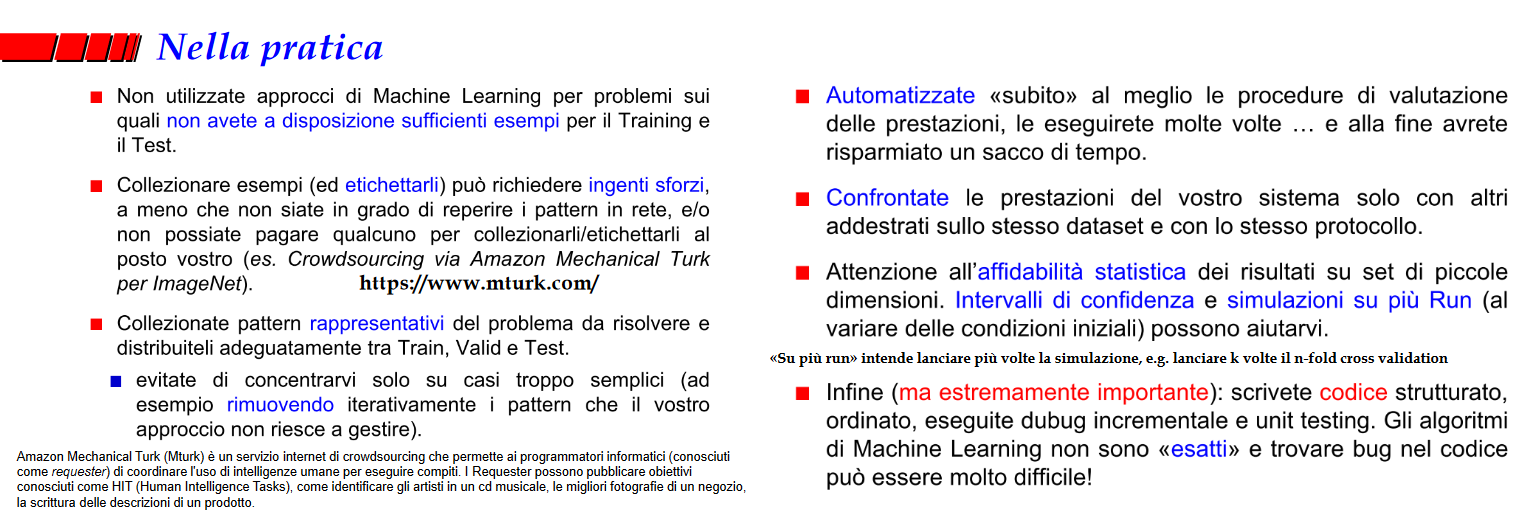 Nella pratica
Non utilizzate approcci di Machine Learning per problemi sui
quali non avete a disposizione sufficienti esempi per il Training e
il Test.
Collezionare esempi (ed etichettarli) può richiedere ingenti sforzi,
a meno che non siate in grado di reperire i pattern in rete, e/o
non possiate pagare qualcuno per collezionarli/etichettarli al
posto vostro (es. Crowdsourcing via Amazon Mechanical Turk
per ImageNet). https://www.mturk.com/
Collezionate pattern rappresentativi del problema da risolvere e
distribuiteli adeguatamente tra Train, Valid e Test.
evitate di concentrarvi solo su casi troppo semplici (ad
esempio rimuovendo iterativamente i pattern che il vostro
approccio non riesce a gestire).
Amazon Mechanical Turk (Mturk) è un servizio internet di crowdsourcing che permette ai programmatori informatici (conosciuti
come requester) di coordinare l'uso di intelligenze umane per eseguire compiti. I Requester possono pubblicare obiettivi
conosciuti come HIT (Human Intelligence Tasks), come identificare gli artisti in un cd musicale, le migliori fotografie di un negozio,
la scrittura delle descrizioni di un prodotto.
Automatizzate «subito» al meglio le procedure di valutazione
delle prestazioni, le eseguirete molte volte … e alla fine avrete
risparmiato un sacco di tempo.
Confrontate le prestazioni del vostro sistema solo con altri
addestrati sullo stesso dataset e con lo stesso protocollo.
Attenzione all'affidabilità statistica dei risultati su set di piccole
dimensioni. Intervalli di confidenza e simulazioni su più Run (al
variare delle condizioni iniziali) possono aiutarvi.
«Su più run» intende lanciare più volte la simulazione, e.g. lanciare k volte il n-fold cross validation
Infine (ma estremamente importante): scrivete codice strutturato,
ordinato, eseguite dubug incrementale e unit testing. Gli algoritmi
di Machine Learning non sono «esatti» e trovare bug nel codice
può essere molto difficile!